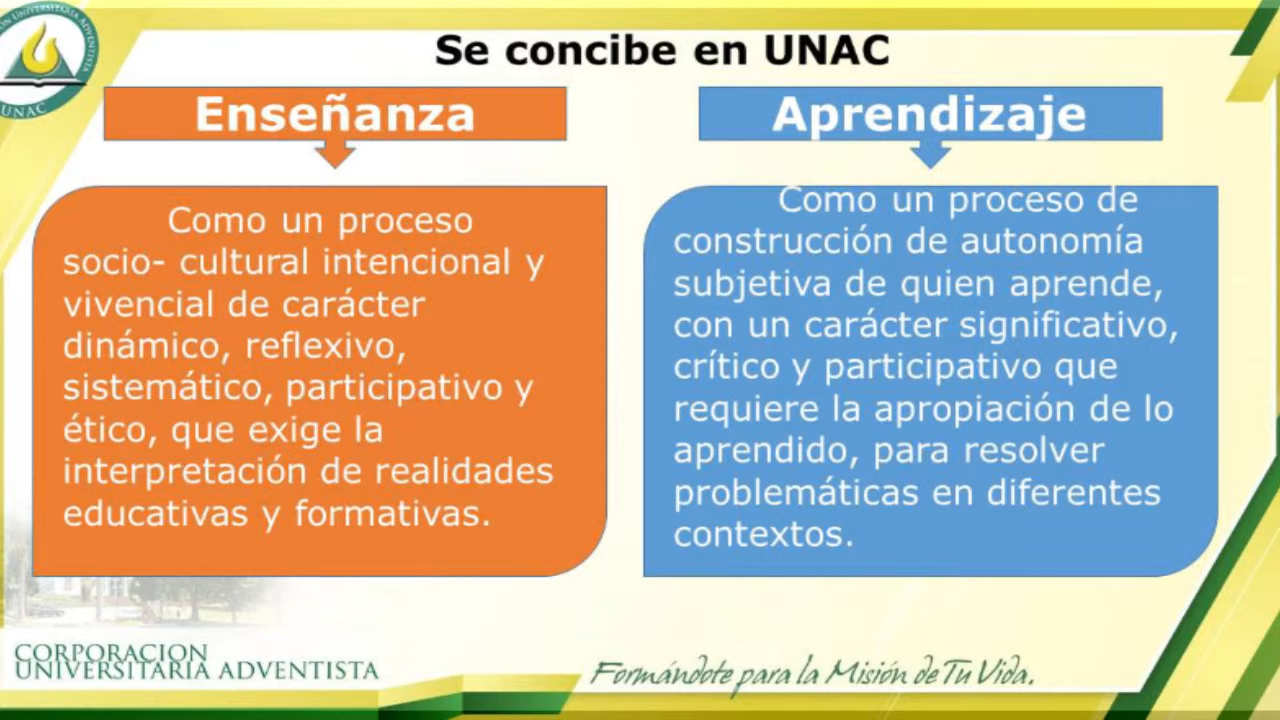 Se concibe en UNAC
Enseñanza
Como un proceso
socio- cultural intencional y
vivencial de carácter
dinámico, reflexivo,
sistemático, participativo y
ético, que exige la
interpretación de realidades
educativas y formativas.
Aprendizaje
Como un proceso de
construcción de autonomía
subjetiva de quien aprende,
con un carácter significativo,
crítico y participativo que
requiere la apropiación de lo
aprendido, para resolver
problemáticas en diferentes
contextos.
UNIVERSITARIA ADVENTISTA
UNAC
CORPORACION
UNIVERSITARIA ADVENTISTA
Formándote para la Misión de Tu Vida.